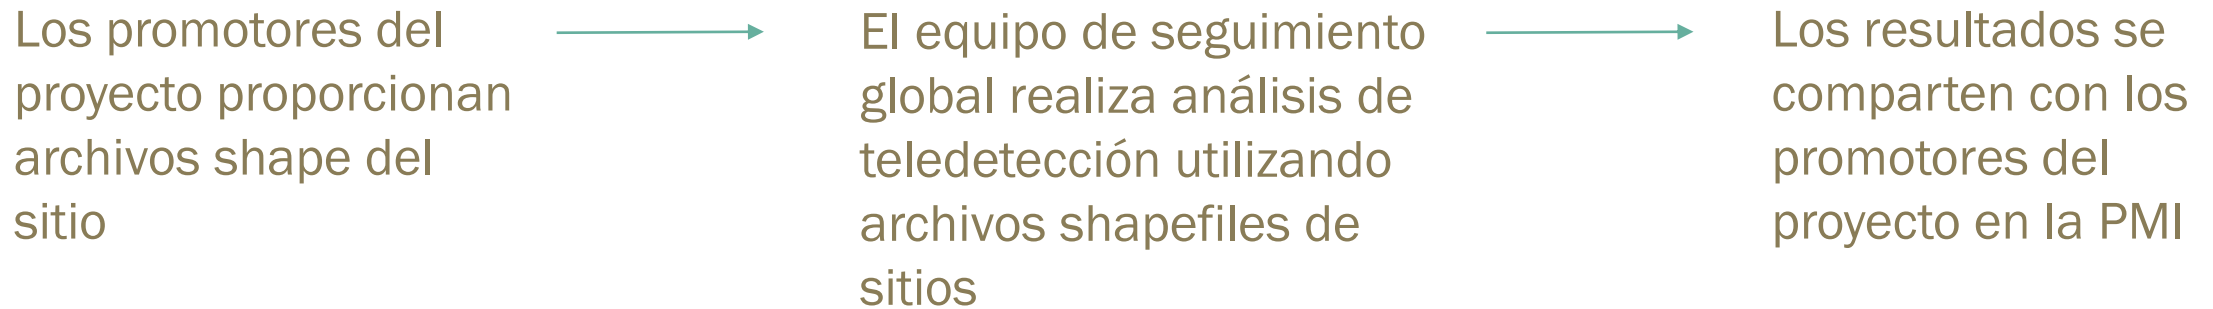 Los promotores del
proyecto proporcionan
archivos shape del
sitio
El equipo de seguimiento
global realiza análisis de
teledetección utilizando
archivos shapefiles de
sitios
Los resultados se
comparten con los
promotores del
proyecto en la PMI